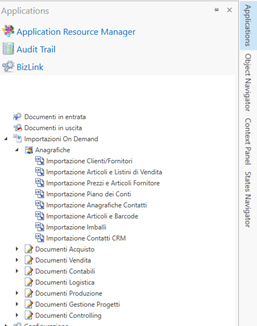 Applications
Application Resource Manager
Audit Trail
BizLink
Documenti in entrata
Documenti in uscita
Importazioni On Demand
Anagrafiche
Importazione Clienti/Fornitori
Importazione Articoli e Listini di Vendita
Importazione Prezzi e Articoli Fornitore
Importazione Piano dei Conti
Importazione Anagrafiche Contatti
Importazione Articoli e Barcode
Importazione Imballi
Importazione Contatti CRM
Documenti Acquisto
Documenti Vendita
Documenti Contabili
Documenti Logistica
Documenti Produzione
Documenti Gestione Progetti
Documenti Controlling
Applications
Object Navigator
Context Panel
States Navigator